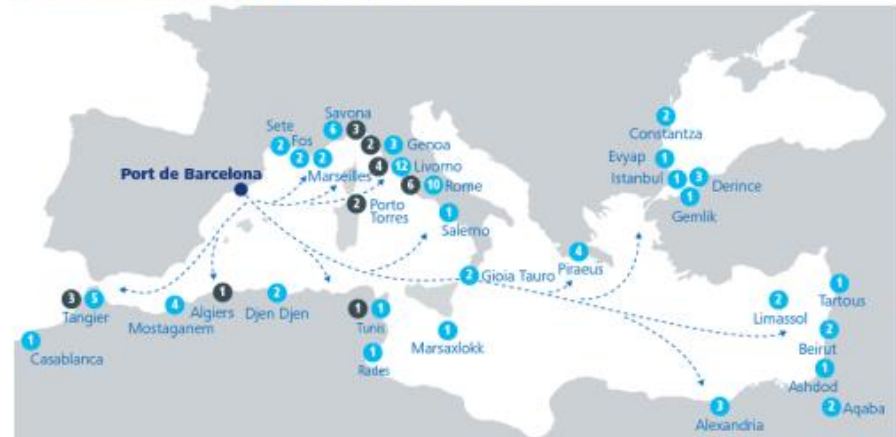 2
Constantza
Savona
6 3
Sete
Fos
2
2 2
Marseilles
2 3 Genoa
4 12 Livorno
6 10 Rome
Evyap 1
Istanbul 1
3 Derince
1
Gemlik
Port de Barcelona
2 Porto
Torres
1
Salerno
4
Piraeus
2 Gioia Tauro
3 5
Tangier
4
Mostaganem
1
Algiers
2
Djen Djen
1 1
Tunis
1
Rades
1
Marsaxlokk
1
Casablanca
2
Limassol
1
Tartous
2
Beirut
1
Ashdod
3
Alexandria
2 Aqaba